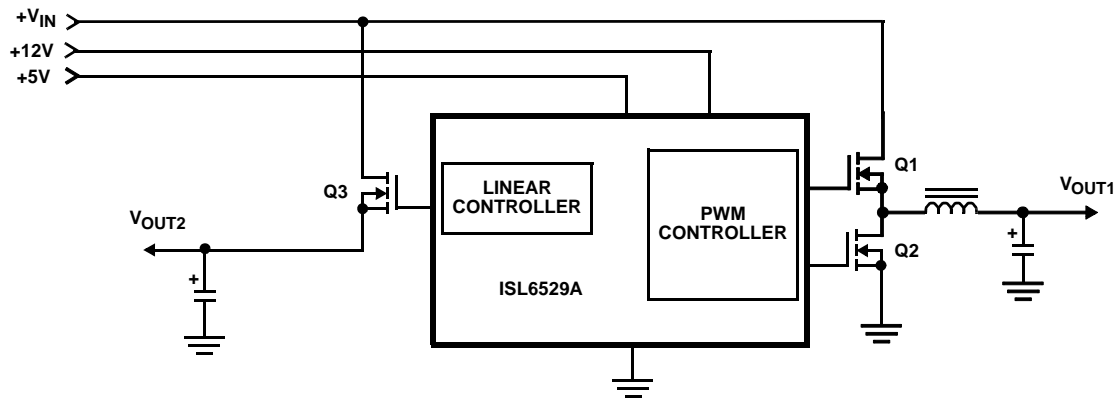 +VIN
+12V
+5V
Q3
LINEAR
CONTROLLER
PWM
CONTROLLER
Q1
VOUT1
VOUT2
+
ISL6529A
Q2
+